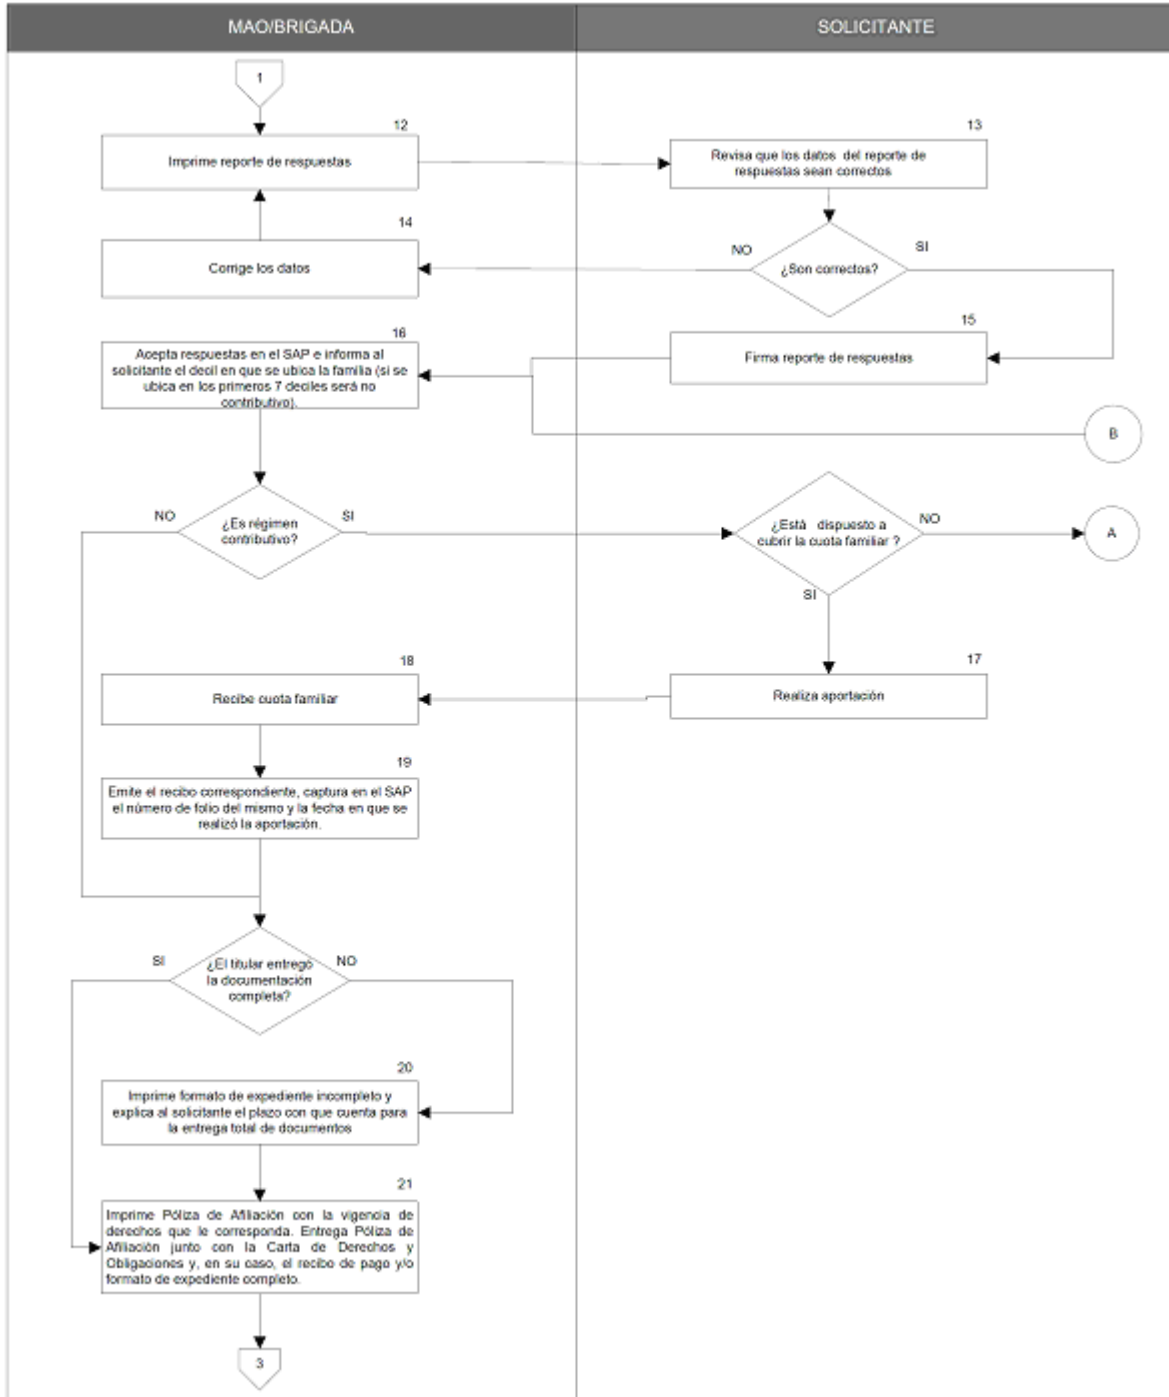 MAO/BRIGADA
SOLICITANTE
1
12
Imprime reporte de respuestas
13
Revisa que los datos del reporte de
respuestas sean correctos
14
Corrige los datos
NO
SI
¿Son correctos?
15
Firma reporte de respuestas
16
Acepta respuestas en el SAP e informa al
solicitante el decil en que se ubica la familia (si se
ubica en los primeros 7 deciles será no
contributivo).
B
NO
SI
¿Es régimen
contributivo?
¿Está dispuesto a
cubrir la cuota familiar ?
NO
A
SI
17
Realiza aportación
18
Recibe cuota familiar
19
Emite el recibo correspondiente, captura en el SAP
el número de folio del mismo y la fecha en que se
realizó la aportación.
SI
NO
¿El titular entregó
la documentación
completa?
20
Imprime formato de expediente incompleto y
explica al solicitante el plazo con que cuenta para
la entrega total de documentos
21
Imprime Póliza de Afiliación con la vigencia de
derechos que le corresponda. Entrega Póliza de
Afiliación junto con la Carta de Derechos y
Obligaciones y, en su caso, el recibo de pago y/o
formato de expediente completo.
3